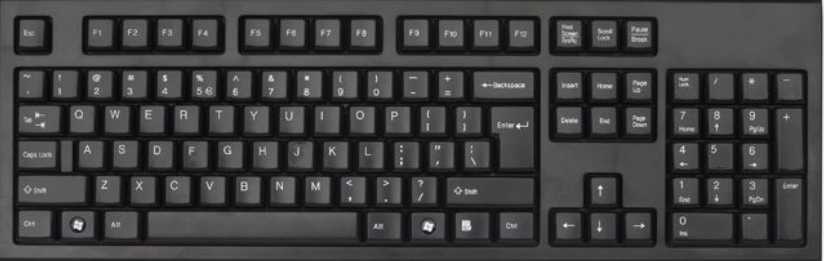 Esc F1 F2 F3 F4 F5 F6 F7 F8 F9 F10 F11 F12 Print Screen SysRq Scroll Lock Pause Break
~ ! @ 2 # 3 $ 4 % 5 € ^ 6 & 7 * 8 ( 9 ) 0 — - + = ←Backspace Insert Home Page Up Num Lock / * -
Tab Q W E R T Y U I O P { [ } ] Enter Delete End Page Down 7 Home 8 ↑ 9 PgUp +
Caps Lock A S D F G H J K L : ; " , | \ 4 ← 5 6 →
Shift Z X C V B N M < , > . ? / Shift ↑ 1 End 2 ↓ 3 PgDn Enter
Ctrl Alt Alt Ctrl ← ↓ → 0 Ins .